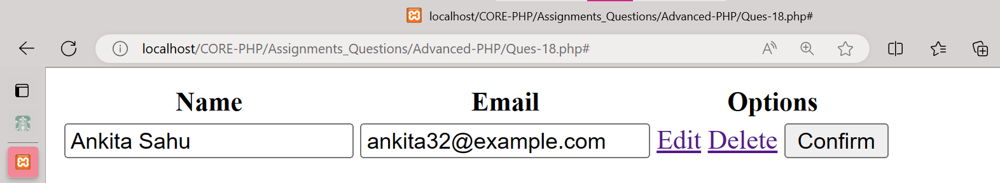 localhost/CORE-PHP/Assignments_Questions/Advanced-PHP/Ques-18.php#
localhost/CORE-PHP/Assignments_Questions/Advanced-PHP/Ques-18.php#
Name Email Options
Ankita Sahu ankita32@example.com Edit Delete Confirm